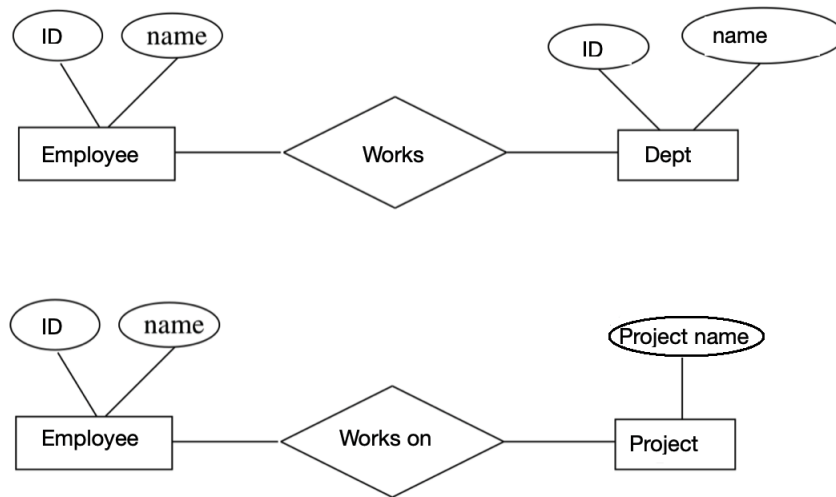 ID
name
ID
name
Employee
Works
Dept
ID
name
Project name
Employee
Works on
Project